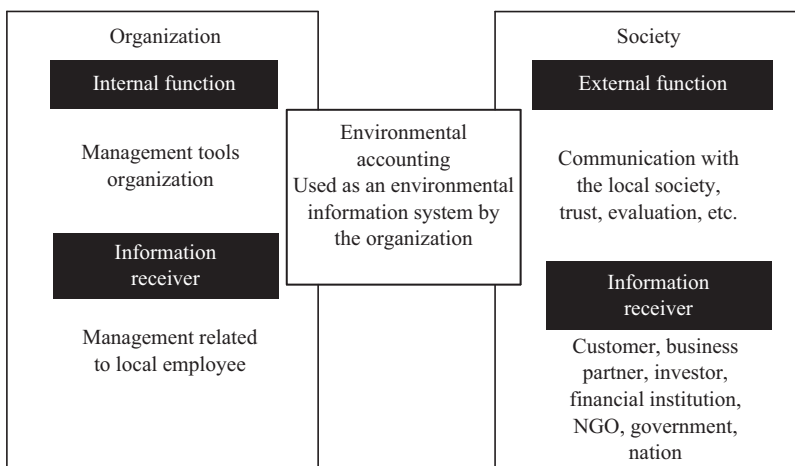 Organization
Internal function
Management tools
organization
Information
receiver
Management related
to local employee
Environmental
accounting
Used as an environmental
information system by
the organization
Society
External function
Communication with
the local society,
trust, evaluation, etc.
Information
receiver
Customer, business
partner, investor,
financial institution,
NGO, government,
nation